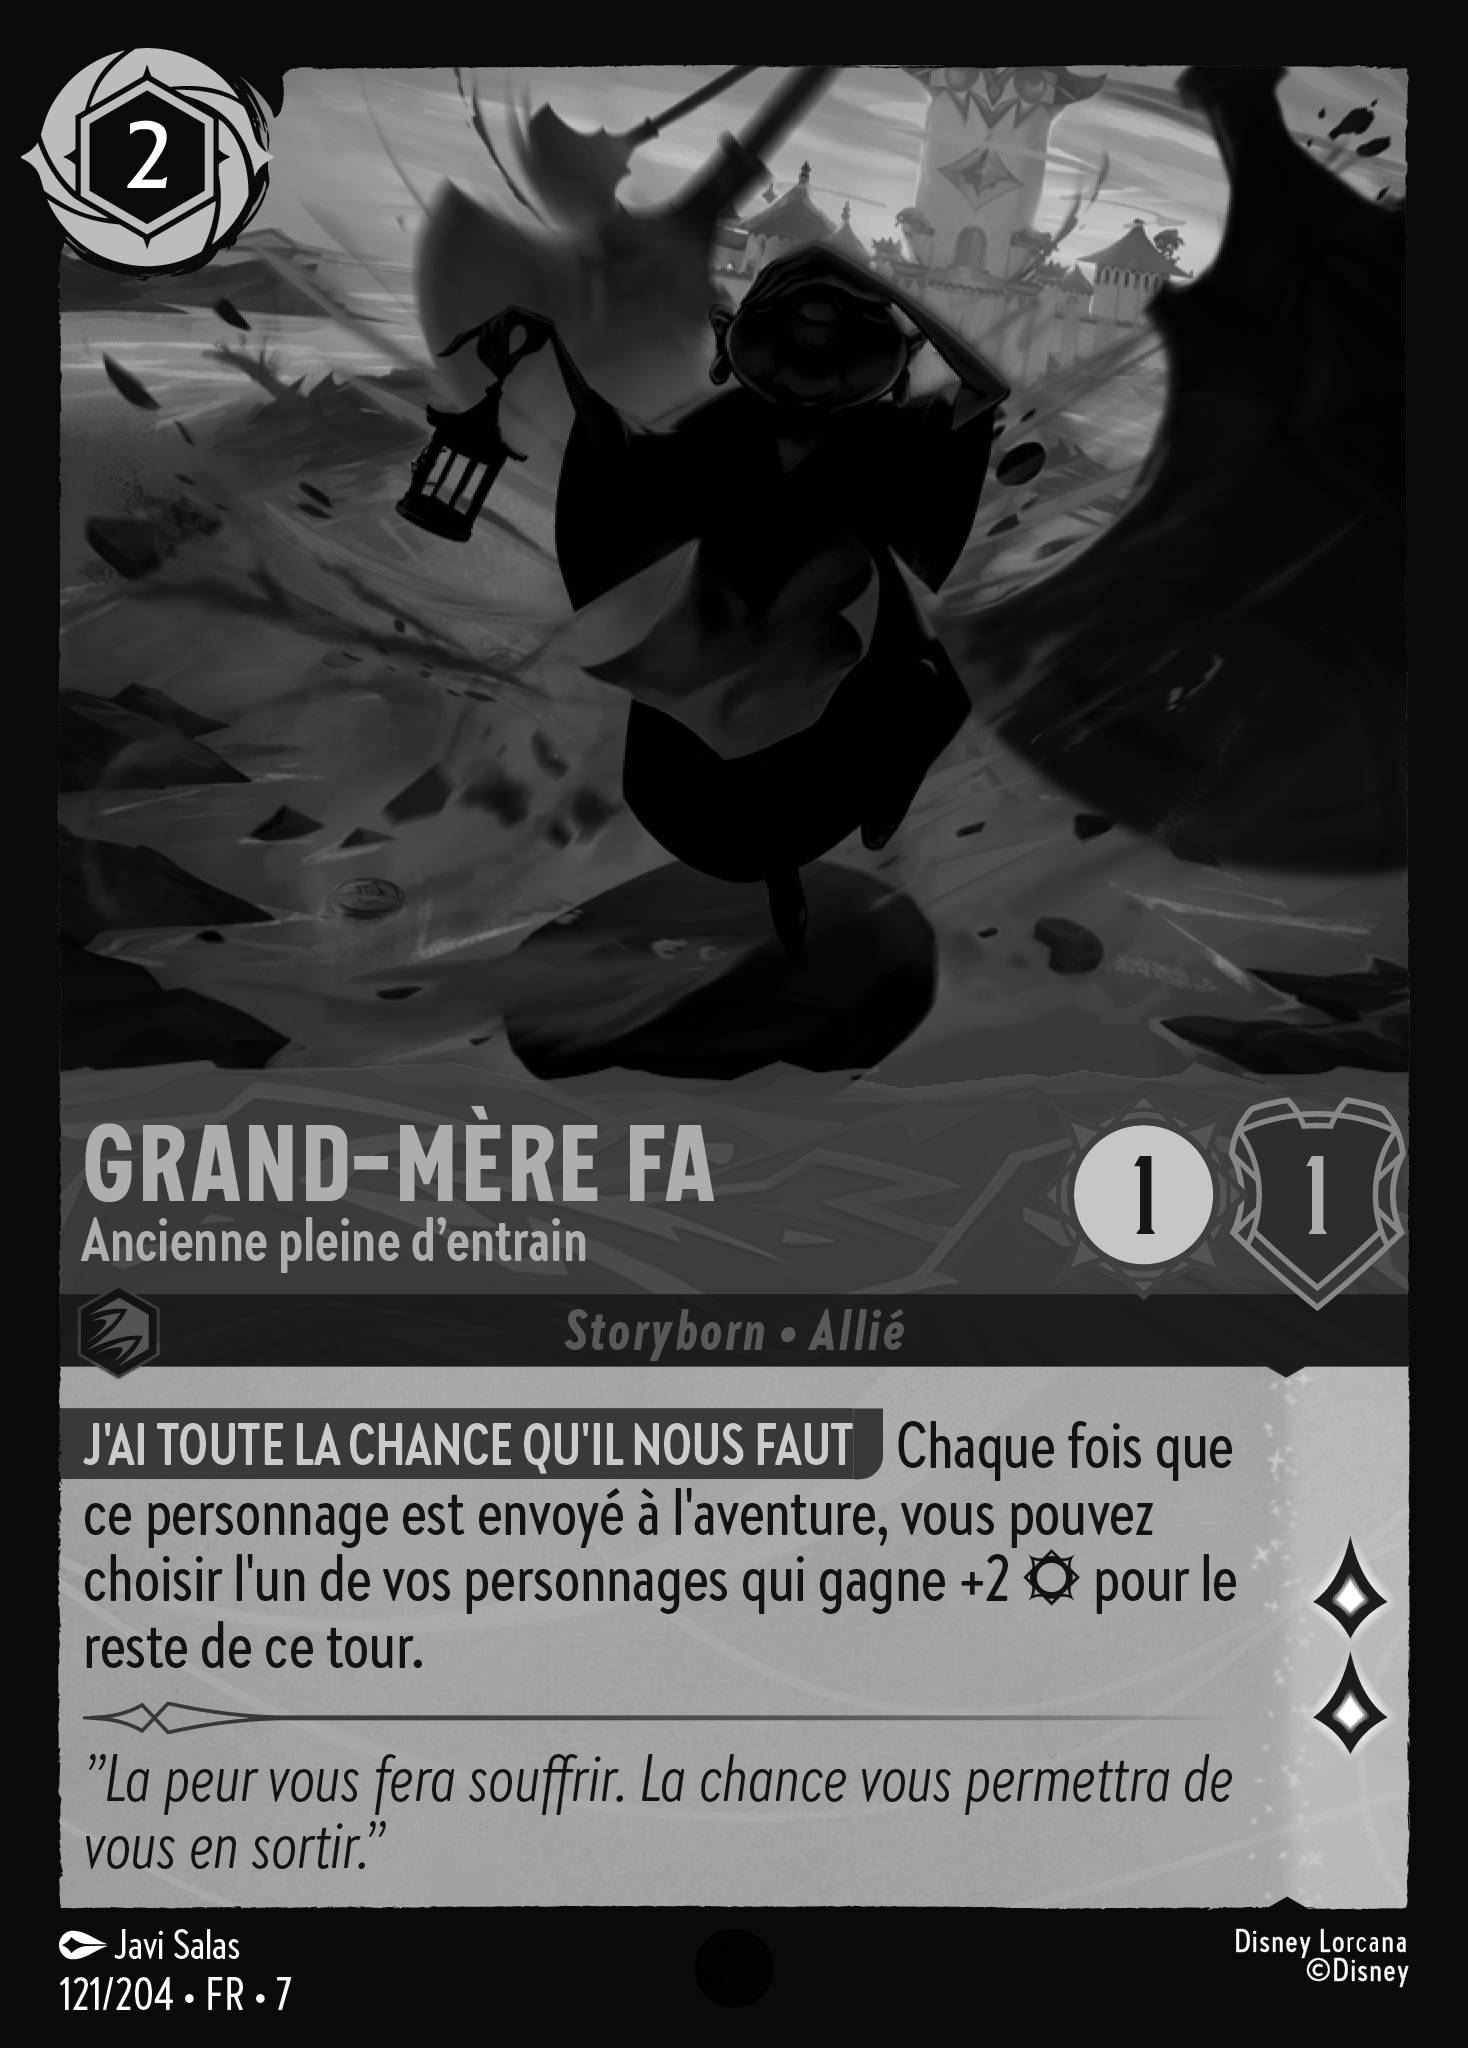 2
GRAND-MÈRE FA
Ancienne pleine d’entrain
1
1
Storyborn • Allié
J'AI TOUTE LA CHANCE QU'IL NOUS FAUT Chaque fois que
ce personnage est envoyé à l'aventure, vous pouvez
choisir l'un de vos personnages qui gagne +2 pour le
reste de ce tour.
”La peur vous fera souffrir. La chance vous permettra de
vous en sortir.”
Javi Salas
121/204 • FR • 7
Disney Lorcana
©Disney